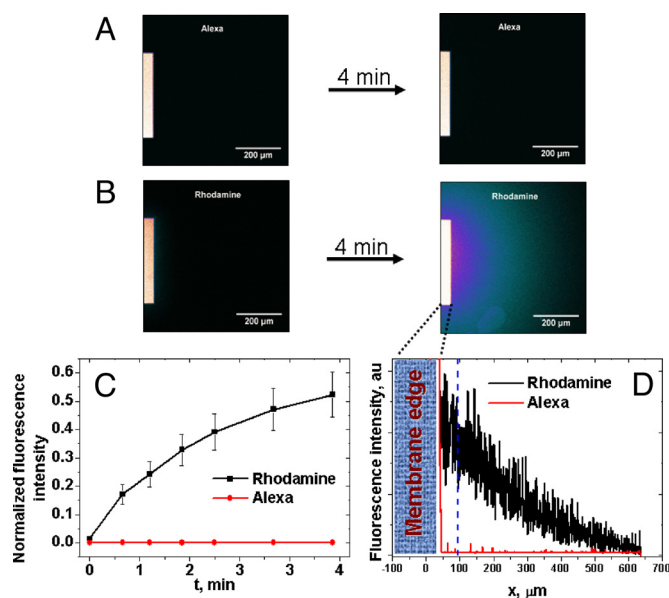 A
Alexa
200 µm
4 min
Alexa
200 µm
B
Rhodamine
200 µm
4 min
Rhodamine
200 µm
C
Normalized fluorescence
intensity
0.6
0.5
0.4
0.3
0.2
0.1
0.0
Rhodamine
Alexa
0 1 2 3 4
t, min
D
Fluorescence intensity, au
Membrane edge
Rhodamine
Alexa
-100 0 100 200 300 400 500 600 700
x, µm